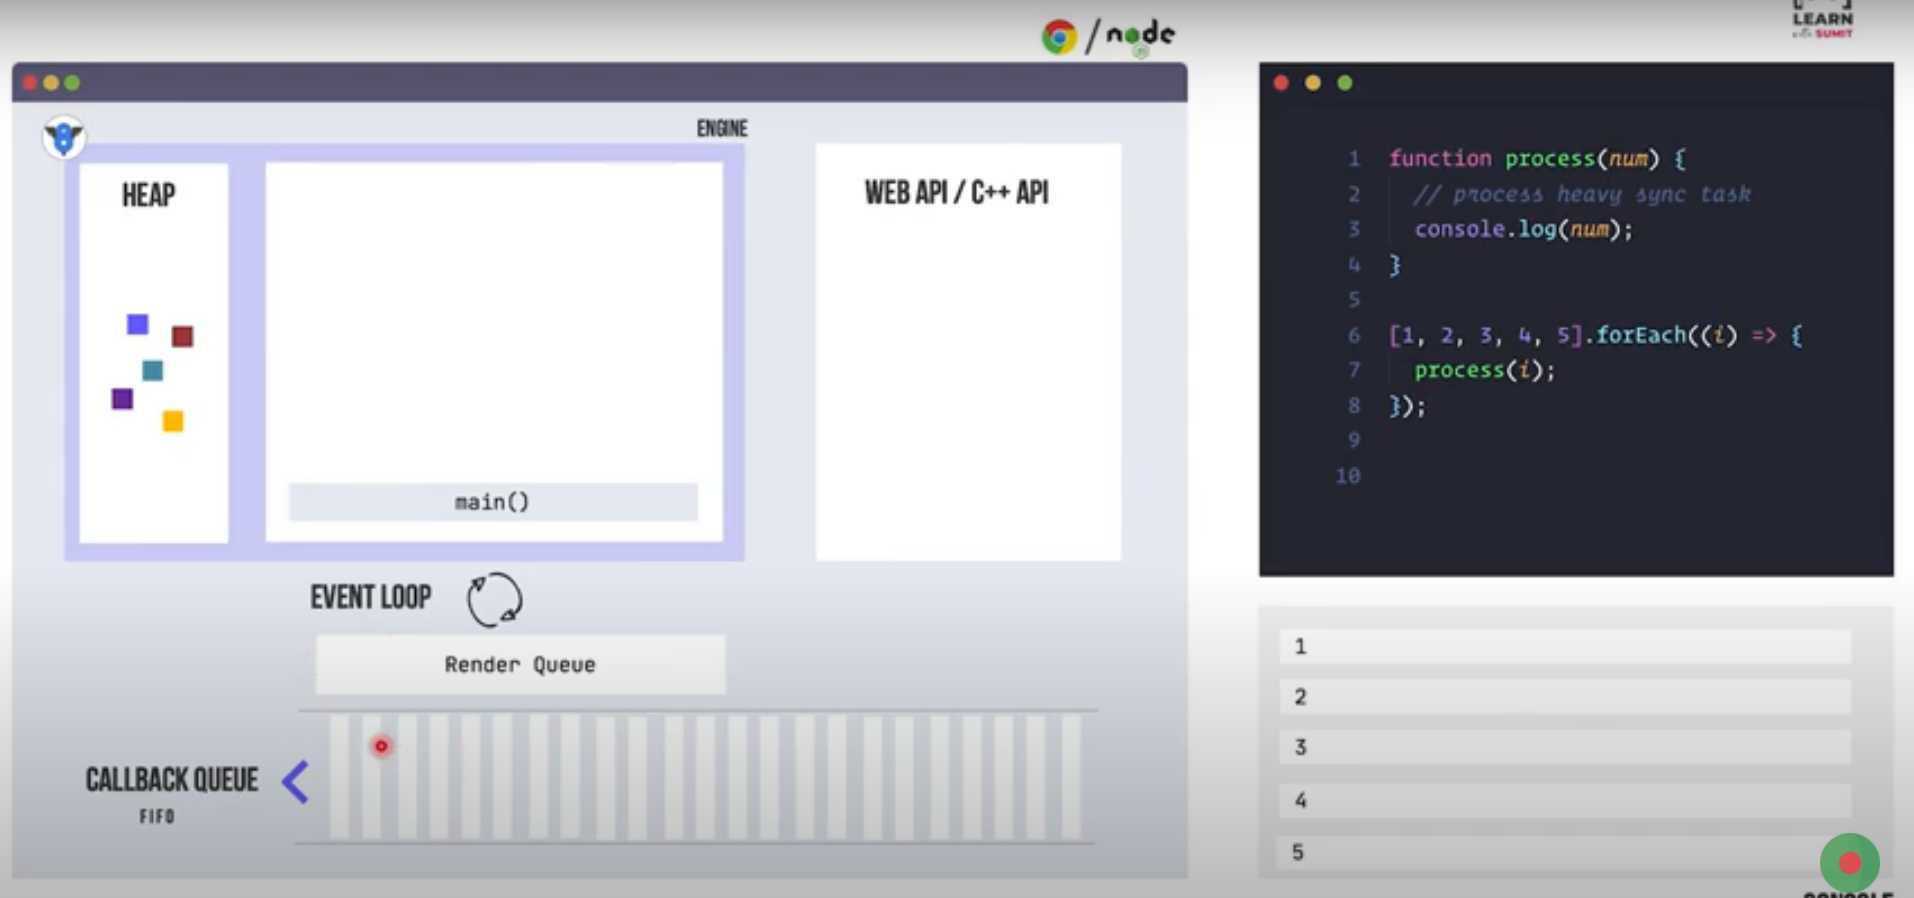 node
LEARN
with SUMIT
ENGINE
HEAP
WEB API / C++ API
main()
EVENT LOOP
Render Queue
CALLBACK QUEUE
FIFO
1 function process(num) {
2 // process heavy sync task
3 console.log(num);
4 }
5
6 [1, 2, 3, 4, 5].forEach((i) => {
7 process(i);
8 });
9
10
1
2
3
4
5
CONSOLE